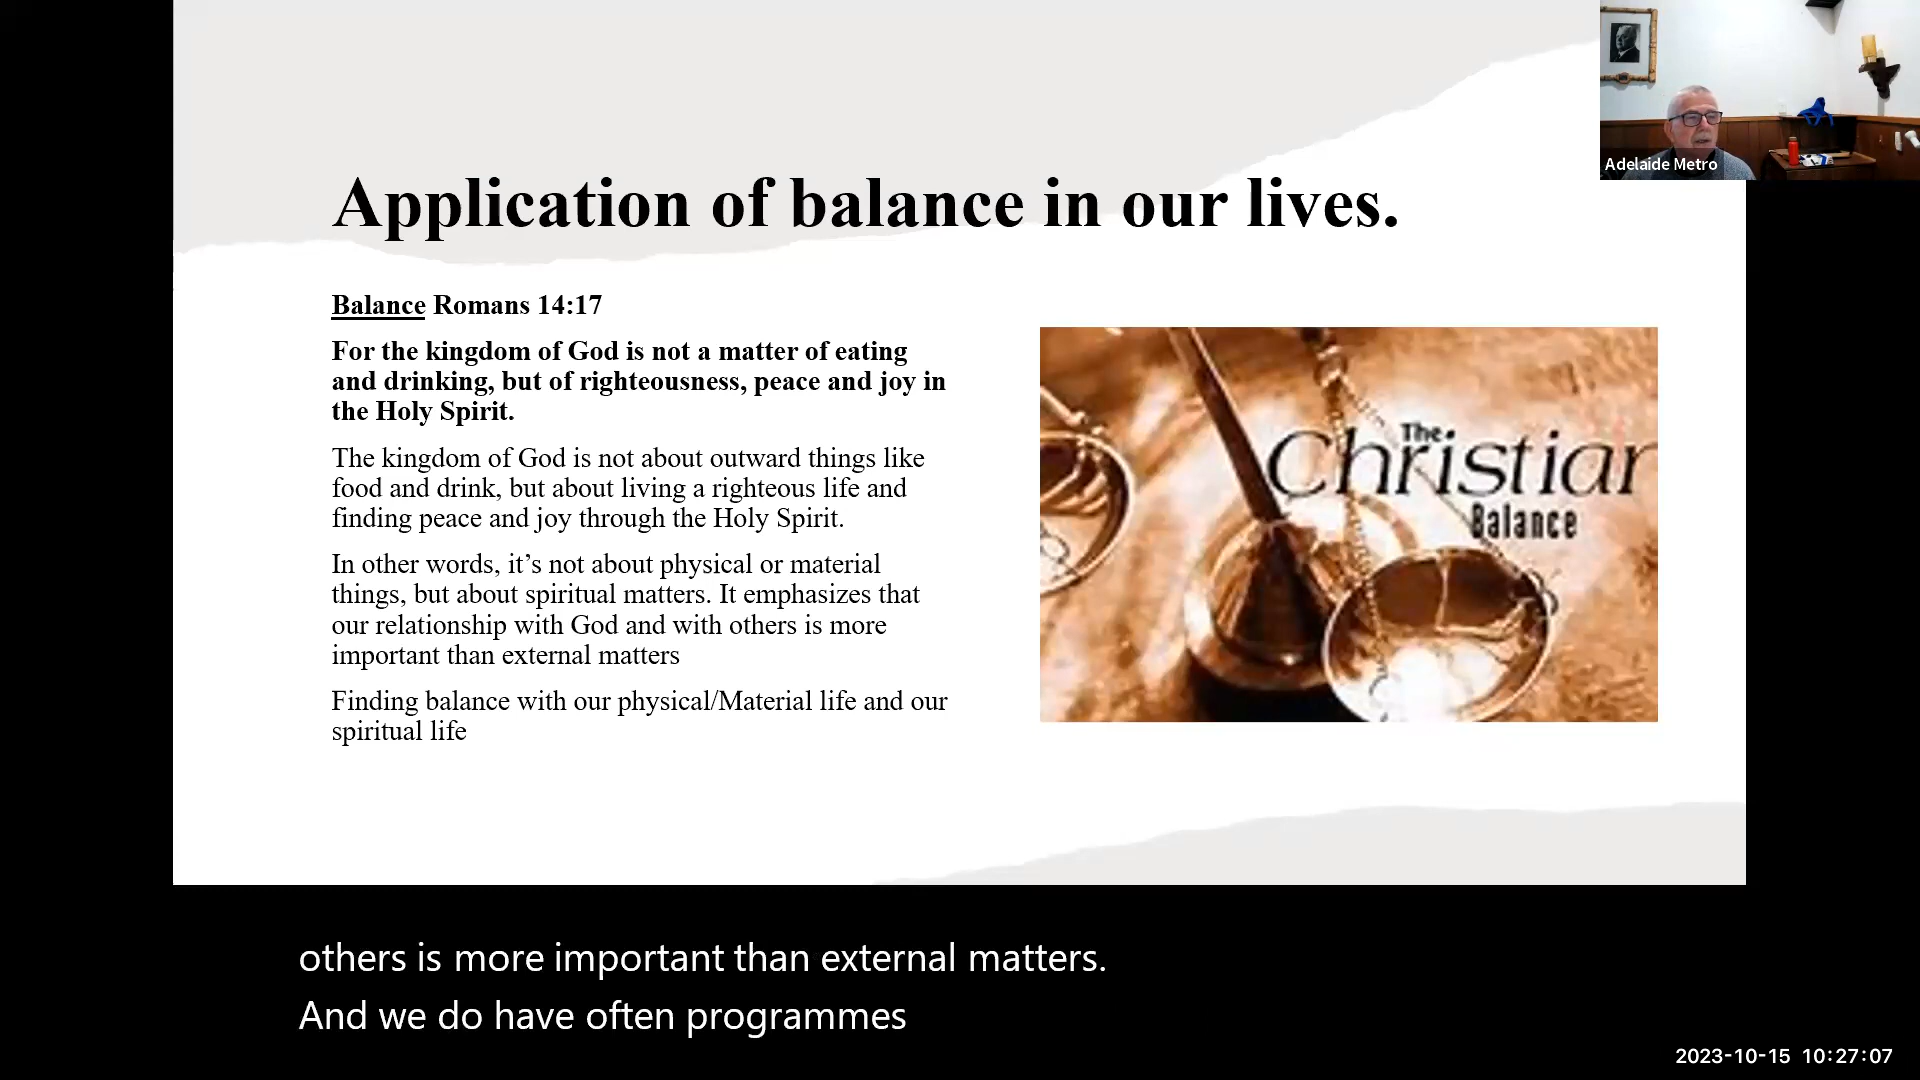 Adelaide Metro
Application of balance in our lives.
Balance Romans 14:17
For the kingdom of God is not a matter of eating
and drinking, but of righteousness, peace and joy in
the Holy Spirit.
The kingdom of God is not about outward things like
food and drink, but about living a righteous life and
finding peace and joy through the Holy Spirit.
In other words, it’s not about physical or material
things, but about spiritual matters. It emphasizes that
our relationship with God and with others is more
important than external matters
Finding balance with our physical/Material life and our
spiritual life
The
Christian
Balance
others is more important than external matters.
And we do have often programmes
2023-10-15 10:27:07